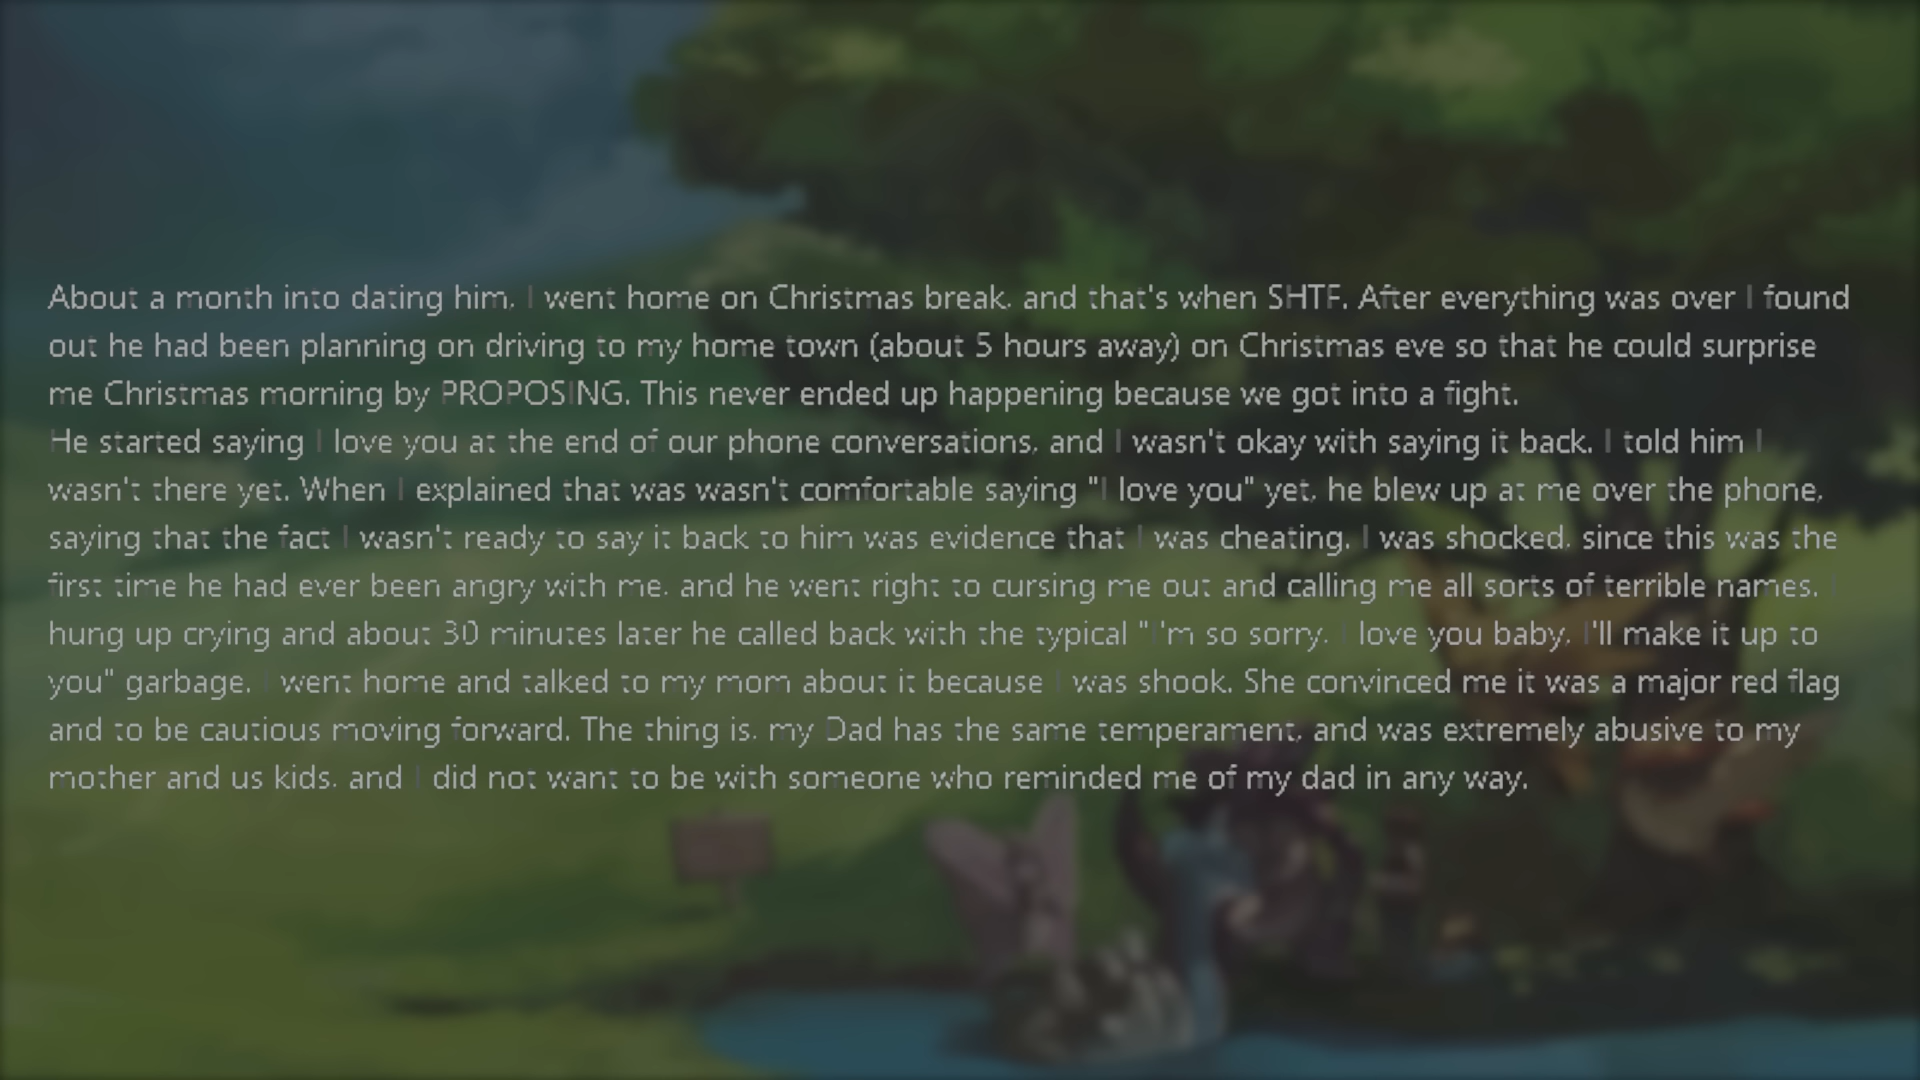 About a month into dating him, I went home on Christmas break, and that's when SHTF. After everything was over I found
out he had been planning on driving to my home town (about 5 hours away) on Christmas eve so that he could surprise
me Christmas morning by PROPOSING. This never ended up happening because we got into a fight.
He started saying I love you at the end of our phone conversations, and I wasn't okay with saying it back. I told him I
wasn't there yet. When I explained that was wasn't comfortable saying "I love you" yet, he blew up at me over the phone,
saying that the fact I wasn't ready to say it back to him was evidence that I was cheating. I was shocked, since this was the
first time he had ever been angry with me, and he went right to cursing me out and calling me all sorts of terrible names. I
hung up crying and about 30 minutes later he called back with the typical "I'm so sorry, I love you baby, I'll make it up to
you" garbage. I went home and talked to my mom about it because I was shook. She convinced me it was a major red flag
and to be cautious moving forward. The thing is, my Dad has the same temperament, and was extremely abusive to my
mother and us kids, and I did not want to be with someone who reminded me of my dad in any way.